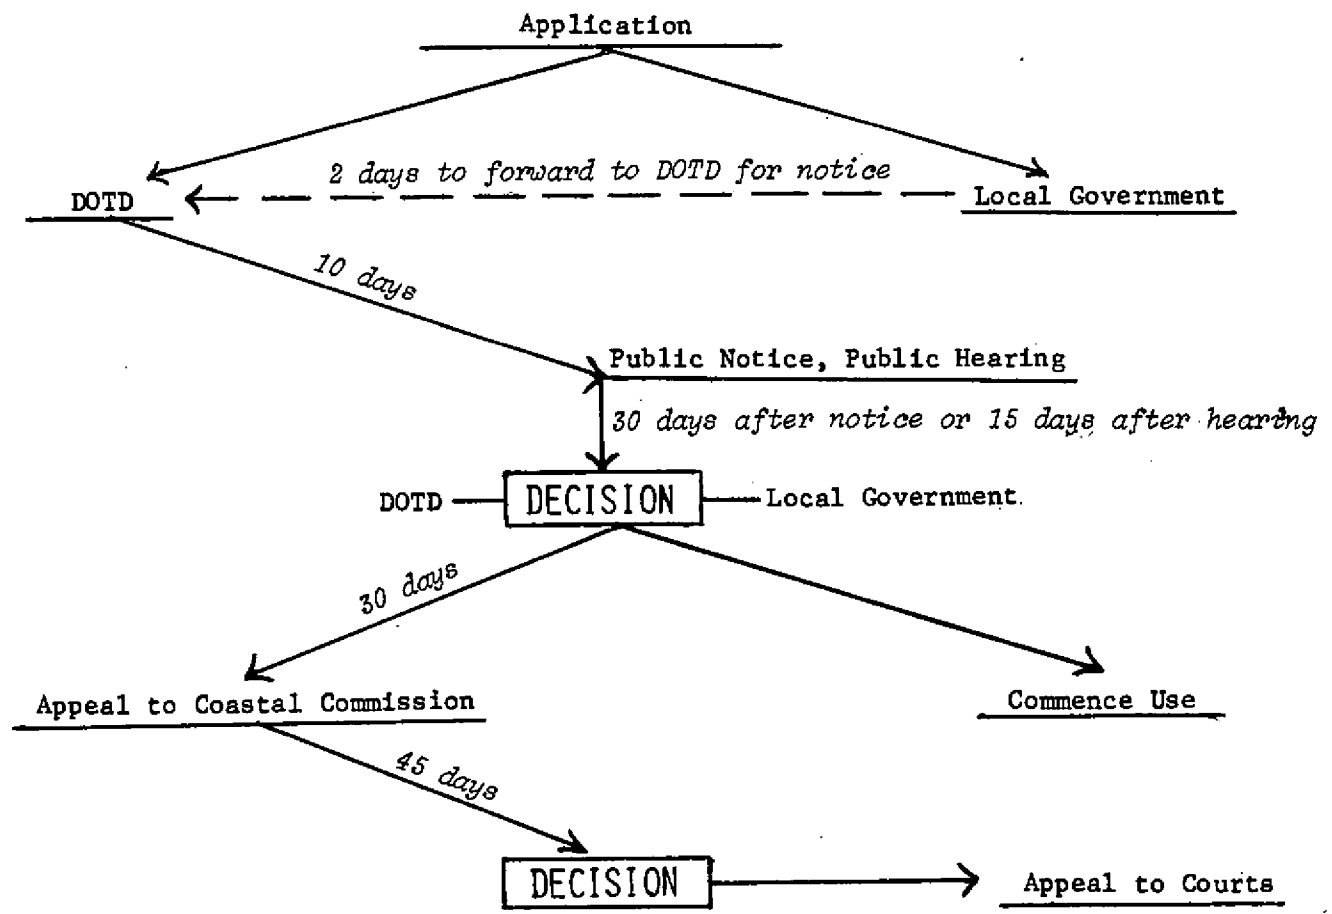 Application
2 days to forward to DOTD for notice
DOTD
Local Government
10 days
Public Notice, Public Hearing
30 days after notice or 15 days after hearing
DOTD
DECISION
Local Government
30 days
Appeal to Coastal Commission
Commence Use
45 days
DECISION
Appeal to Courts